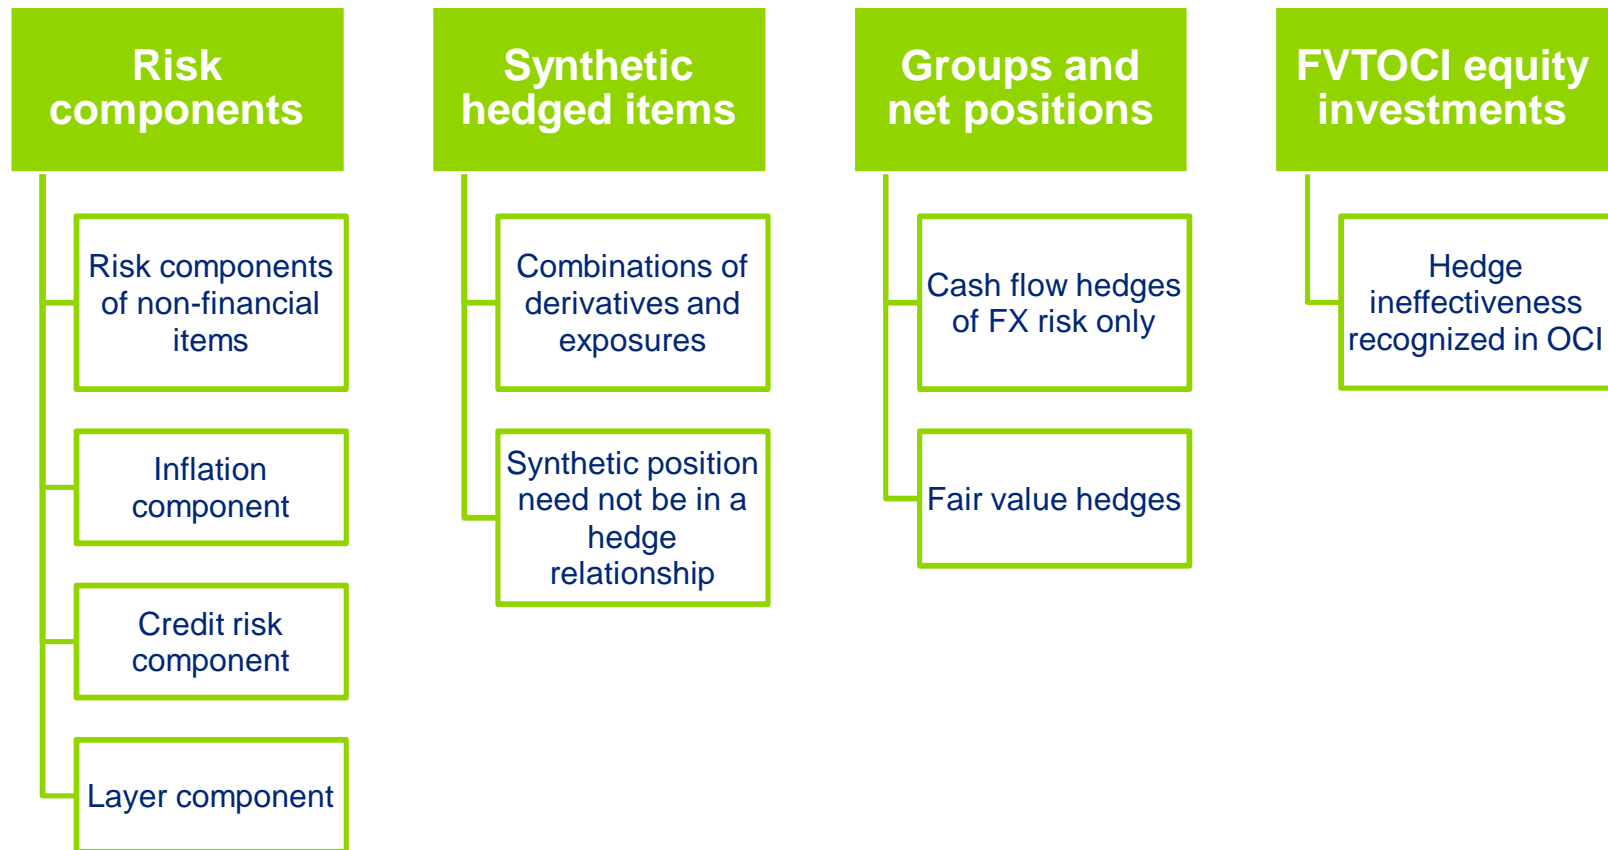 Risk
components
Risk components
of non-financial
items
Inflation
component
Credit risk
component
Layer component
Synthetic
hedged items
Combinations of
derivatives and
exposures
Synthetic position
need not be in a
hedge
relationship
Groups and
net positions
Cash flow hedges
of FX risk only
Fair value hedges
FVTOCI equity
investments
Hedge
ineffectiveness
recognized in OCI